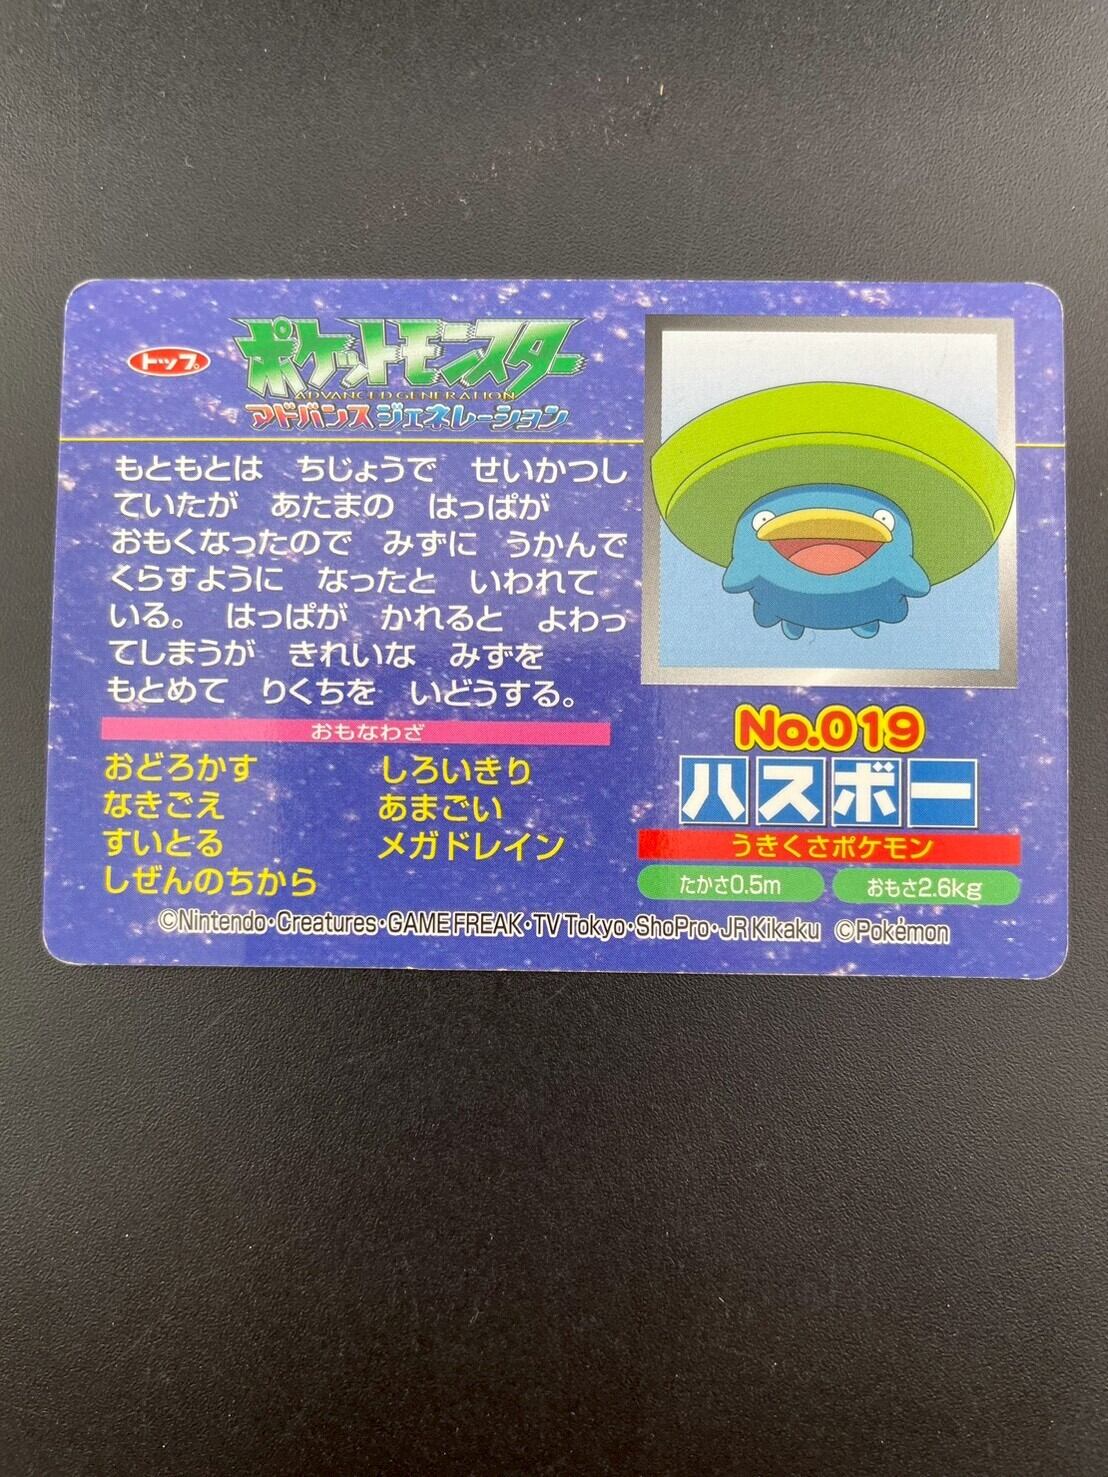 トップ
ポケットモンスター
ADVANCED GENERATION
アドバンスジェネレーション
もともとは ちじょうで せいかつし
ていたが あたまの はっぱが
おもくなったので みずに うかんで
くらすように なったと いわれて
いる。 はっぱが かれると よわっ
てしまうが きれいな みずを
もとめて りくちを いどうする。
おもなわざ
おどろかす しろいきり
なきごえ あまごい
すいとる メガドレイン
しぜんのちから
No.019
ハスボー
うきくさポケモン
たかさ0.5m おもさ2.6kg
©Nintendo・Creatures・GAME FREAK・TV Tokyo・ShoPro・JR Kikaku ©Pokémon